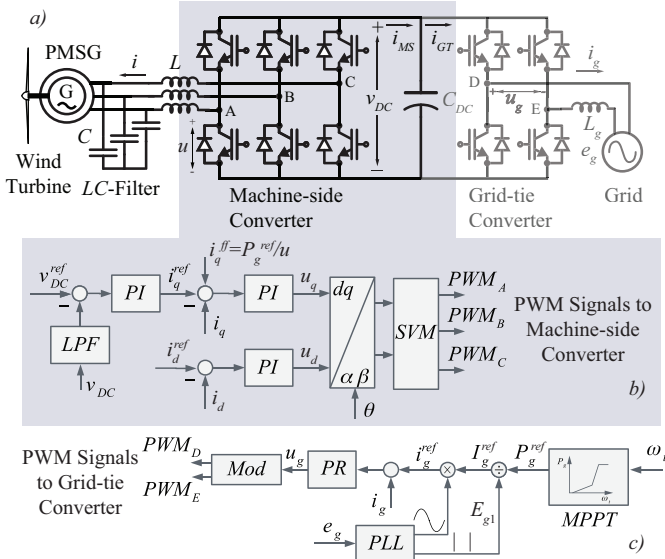 a)
PMSG
G
i
L
C
Wind
Turbine
LC-Filter
A
B
C
+
u
-
i_MS
i_GT
+
v_DC
−
C_DC
Machine-side
Converter
D
E
u_g
i_g
L_g
e_g
Grid-tie
Converter
Grid
i_q^ff=P_g^ref/u
v_DC^ref
−
PI
i_q^ref
−
PI
u_q
i_q
LPF
v_DC
i_d^ref
−
i_d
PI
u_d
dq
αβ
θ
SVM
PWM_A
PWM_B
PWM_C
PWM Signals to
Machine-side
Converter
b)
PWM Signals
to Grid-tie
Converter
PWM_D
PWM_E
Mod
u_g
PR
i_g
i_g^ref
×
I_g^ref
÷
P_g^ref
MPPT
E_g1
e_g
PLL
c)